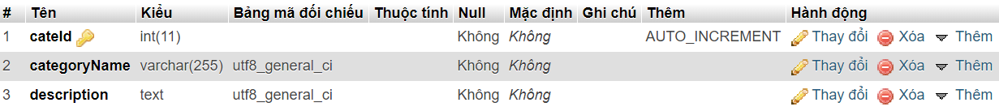 # Tên Kiểu Bảng mã đối chiếu Thuộc tính Null Mặc định Ghi chú Thêm Hành động
1 cateId int(11) Không Không AUTO_INCREMENT Thay đổi Xóa Thêm
2 categoryName varchar(255) utf8_general_ci Không Không Thay đổi Xóa Thêm
3 description text utf8_general_ci Không Không Thay đổi Xóa Thêm